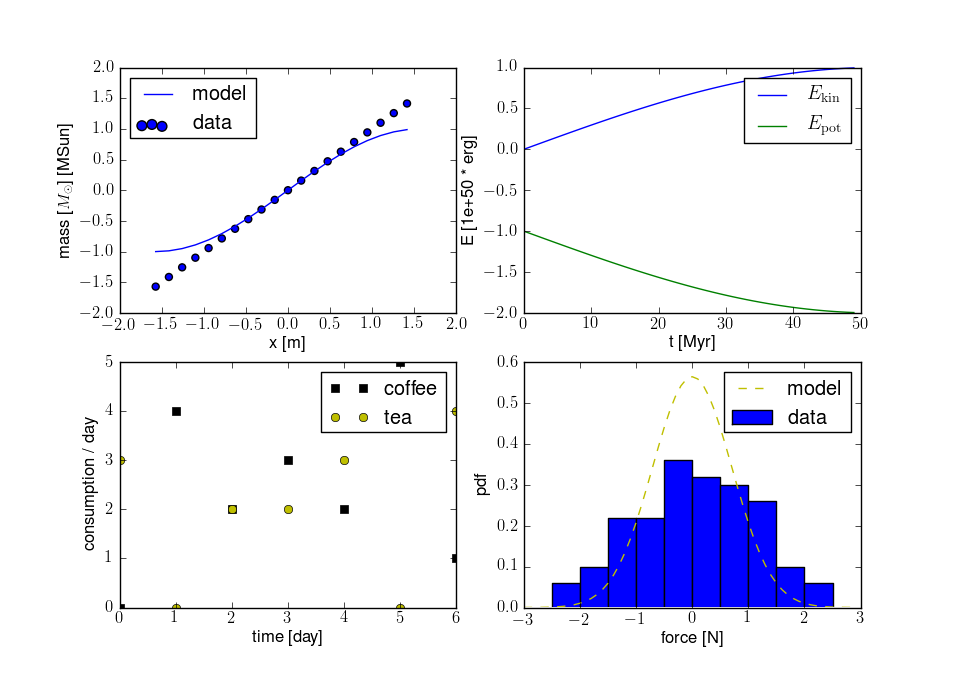 model
data
2.0
1.5
1.0
0.5
0.0
−0.5
−1.0
−1.5
−2.0
mass [M⊙] [MSun]
−2.0 −1.5 −1.0 −0.5 0.0 0.5 1.0 1.5 2.0
x [m]
E_kin
E_pot
1.0
0.5
0.0
−0.5
−1.0
−1.5
−2.0
E [1e+50 * erg]
0 10 20 30 40 50
t [Myr]
coffee
tea
5
4
3
2
1
0
consumption / day
0 1 2 3 4 5 6
time [day]
model
data
0.6
0.5
0.4
0.3
0.2
0.1
0.0
pdf
−3 −2 −1 0 1 2 3
force [N]